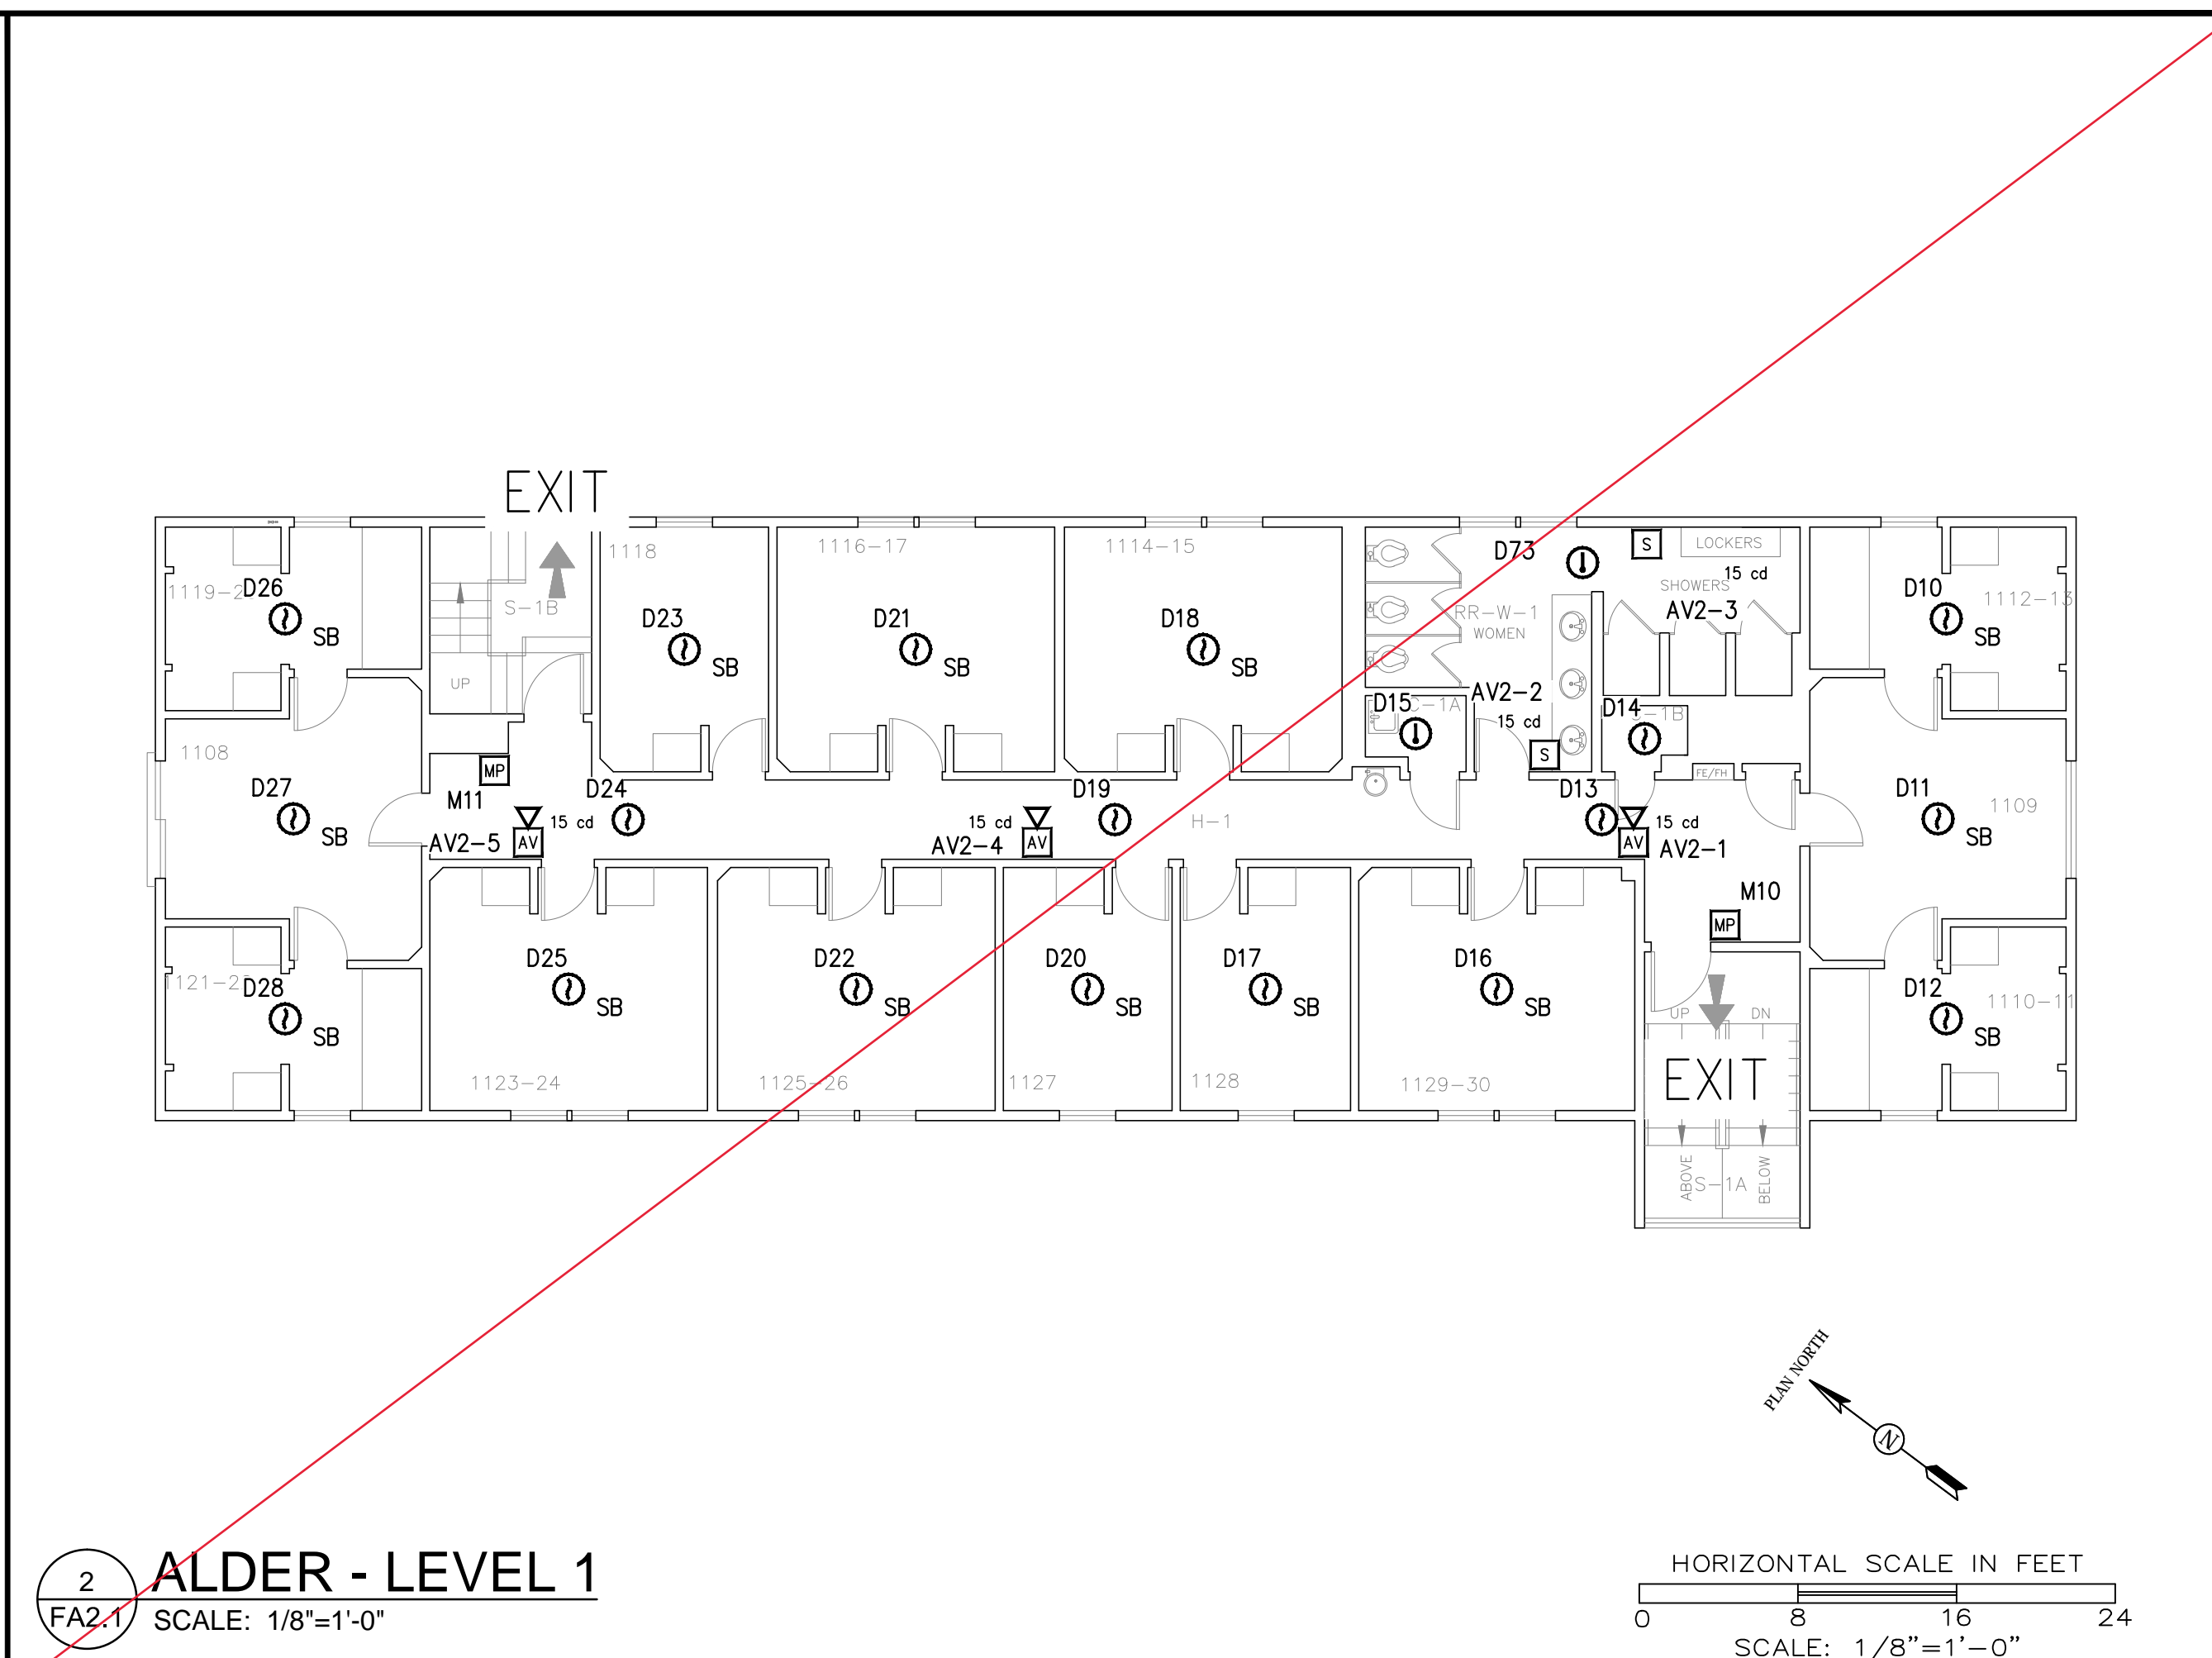 EXIT
1118
1116-17
1114-15
D73
S
LOCKERS
15 cd
SHOWERS
AV2-3
D26
SB
S-1B
UP
D23
SB
D21
SB
D18
SB
RR-W-1
WOMEN
D10
1112-13
SB
AV2-2
15 cd
S
D15
D14
1108
MP
M11
D27
SB
D24
15 cd
AV2-5
AV
D19
15 cd
AV2-4
AV
H-1
FE/FH
D13
15 cd
AV
AV2-1
D11
1109
SB
M10
MP
D28
SB
D25
SB
D22
SB
D20
SB
D17
SB
D16
SB
D12
1110-11
SB
UP
DN
EXIT
1123-24
1125-26
1127
1128
1129-30
ABOVE
S-1A
BELOW
PLAN NORTH
N
2
FA2.1
ALDER - LEVEL 1
SCALE: 1/8"=1'-0"
HORIZONTAL SCALE IN FEET
0 8 16 24
SCALE: 1/8"=1'-0"